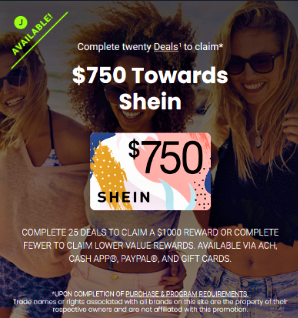 AVAILABLE!
Complete twenty Deals¹ to claim*
$750 Towards
Shein
$750
SHEIN
COMPLETE 25 DEALS TO CLAIM A $1000 REWARD OR COMPLETE
FEWER TO CLAIM LOWER VALUE REWARDS. AVAILABLE VIA ACH,
CASH APP®, PAYPAL®, AND GIFT CARDS.
*UPON COMPLETION OF PURCHASE & PROGRAM REQUIREMENTS.
Trade names or rights associated with all brands on this site are the property of their
respective owners and are not affiliated with this promotion.